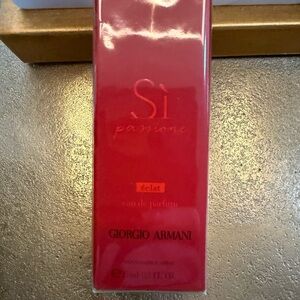 Sì
passione
éclat
eau de parfum
GIORGIO ARMANI